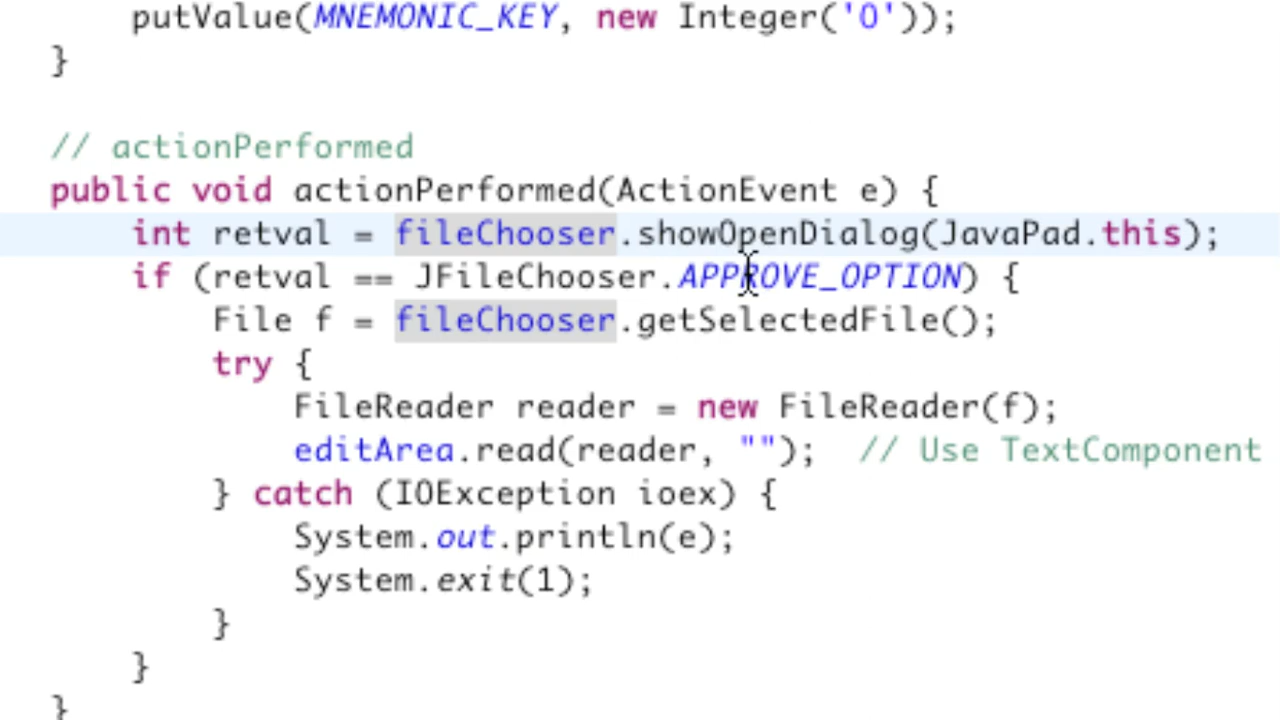 putValue(MNEMONIC_KEY, new Integer('O'));
}
// actionPerformed
public void actionPerformed(ActionEvent e) {
int retval = fileChooser.showOpenDialog(JavaPad.this);
if (retval == JFileChooser.APPROVE_OPTION) {
File f = fileChooser.getSelectedFile();
try {
FileReader reader = new FileReader(f);
editArea.read(reader, "");  // Use TextComponent
} catch (IOException ioex) {
System.out.println(e);
System.exit(1);
}
}
}